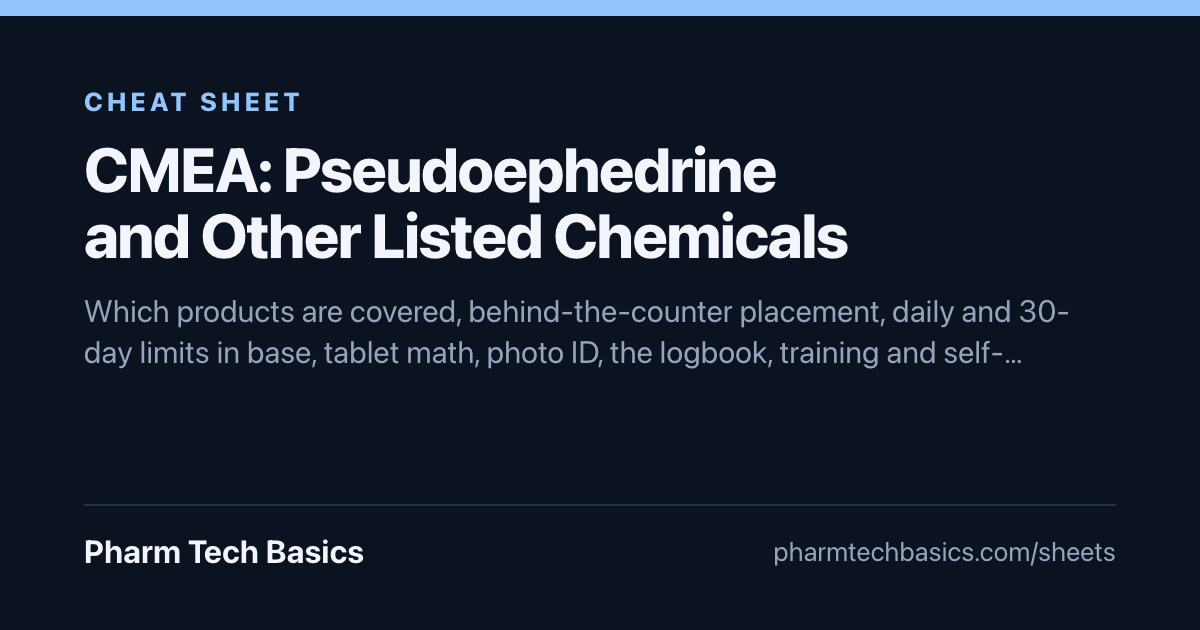 CHEAT SHEET
CMEA: Pseudoephedrine
and Other Listed Chemicals
Which products are covered, behind-the-counter placement, daily and 30-
day limits in base, tablet math, photo ID, the logbook, training and self-…
Pharm Tech Basics
pharmtechbasics.com/sheets